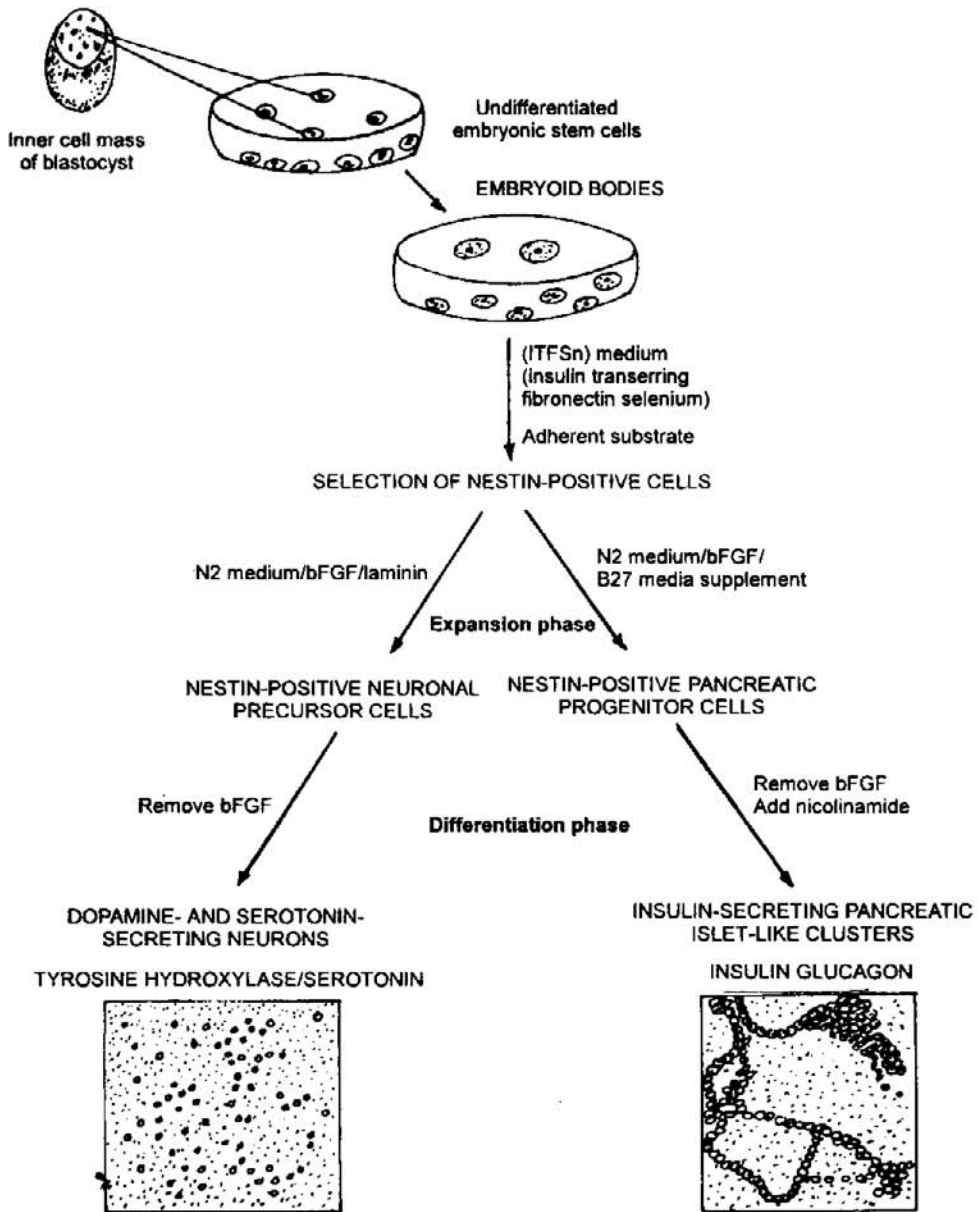 Inner cell mass
of blastocyst
Undifferentiated
embryonic stem cells
EMBRYOID BODIES
(ITFSn) medium
(insulin transerring
fibronectin selenium)
Adherent substrate
SELECTION OF NESTIN-POSITIVE CELLS
N2 medium/bFGF/laminin
N2 medium/bFGF/
B27 media supplement
Expansion phase
NESTIN-POSITIVE NEURONAL
PRECURSOR CELLS
NESTIN-POSITIVE PANCREATIC
PROGENITOR CELLS
Remove bFGF
Remove bFGF
Add nicolinamide
Differentiation phase
DOPAMINE- AND SEROTONIN-
SECRETING NEURONS
INSULIN-SECRETING PANCREATIC
ISLET-LIKE CLUSTERS
TYROSINE HYDROXYLASE/SEROTONIN
INSULIN GLUCAGON